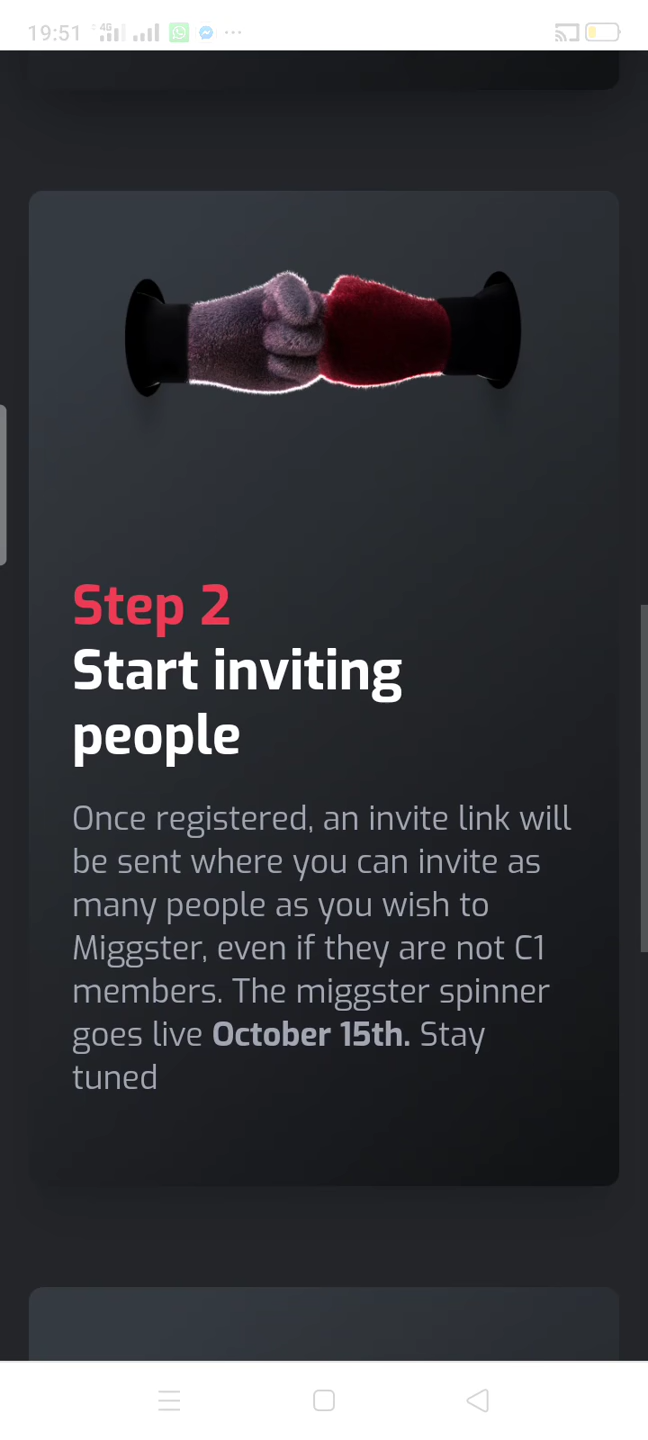 19:51
4G
Step 2
Start inviting
people
Once registered, an invite link will
be sent where you can invite as
many people as you wish to
Miggster, even if they are not C1
members. The miggster spinner
goes live October 15th. Stay
tuned